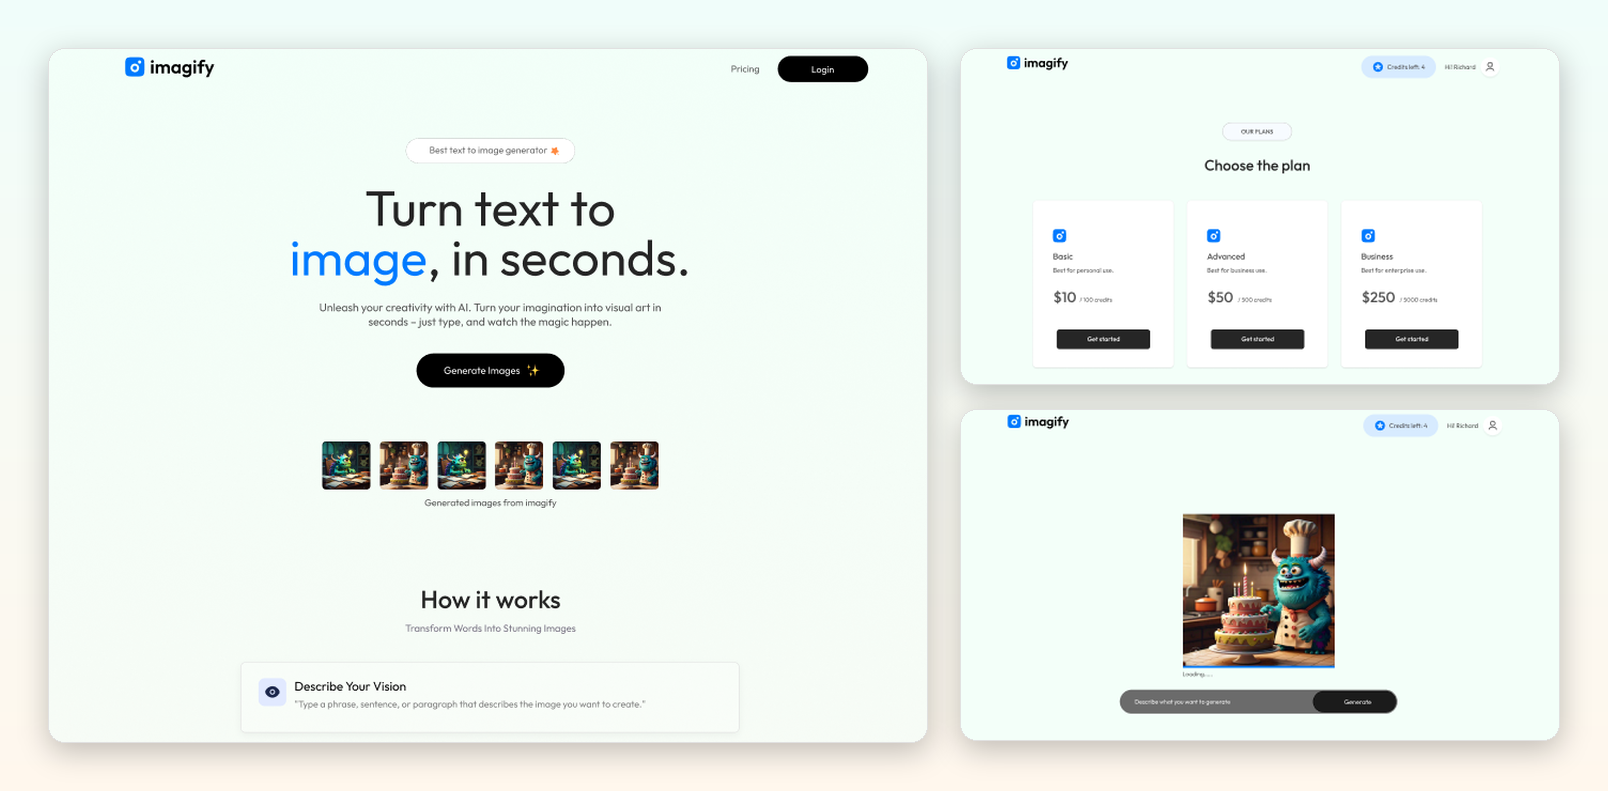 imagify
Pricing
Login
Best text to image generator
Turn text to
image, in seconds.
Unleash your creativity with AI. Turn your imagination into visual art in
seconds – just type, and watch the magic happen.
Generate Images
Generated images from imagify
How it works
Transform Words Into Stunning Images
Describe Your Vision
"Type a phrase, sentence, or paragraph that describes the image you want to create."
imagify
Credits left: 4
Hi! Richard
OUR PLANS
Choose the plan
Basic
Best for personal use.
$10 / 100 credits
Get started
Advanced
Best for business use.
$50 / 500 credits
Get started
Business
Best for enterprise use.
$250 / 5000 credits
Get started
imagify
Credits left: 4
Hi! Richard
Loading.....
Describe what you want to generate
Generate